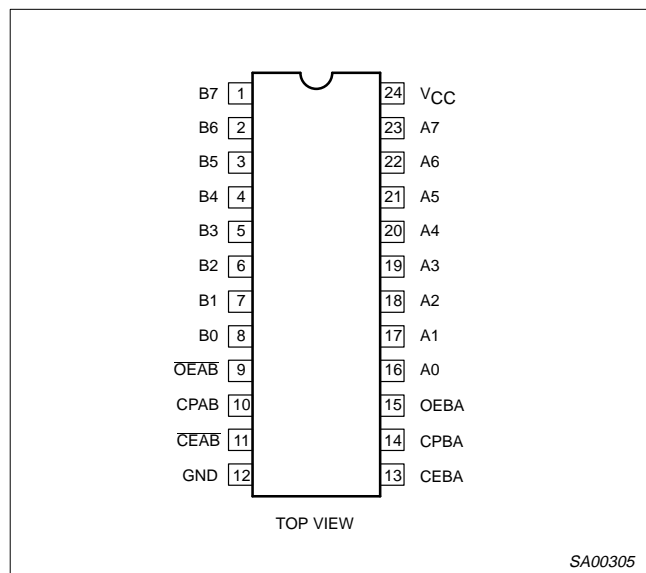 B7 1 24 VCC
B6 2 23 A7
B5 3 22 A6
B4 4 21 A5
B3 5 20 A4
B2 6 19 A3
B1 7 18 A2
B0 8 17 A1
O̅E̅A̅B̅ 9 16 A0
CPAB 10 15 OEBA
C̅E̅A̅B̅ 11 14 CPBA
GND 12 13 CEBA
TOP VIEW
SA00305